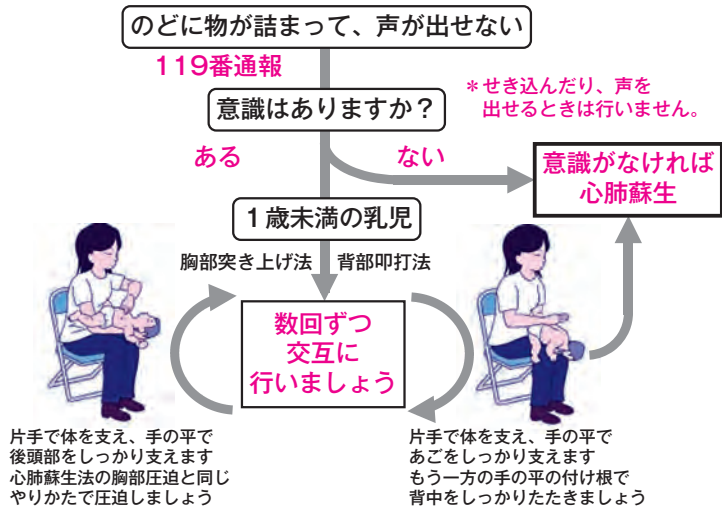 のどに物が詰まって、声が出せない
119番通報
意識はありますか?
＊せき込んだり、声を
出せるときは行いません。
ある
ない
意識がなければ
心肺蘇生
1歳未満の乳児
胸部突き上げ法
背部叩打法
数回ずつ
交互に
行いましょう
片手で体を支え、手の平で
後頭部をしっかり支えます
心肺蘇生法の胸部圧迫と同じ
やりかたで圧迫しましょう
片手で体を支え、手の平で
あごをしっかり支えます
もう一方の手の平の付け根で
背中をしっかりたたきましょう